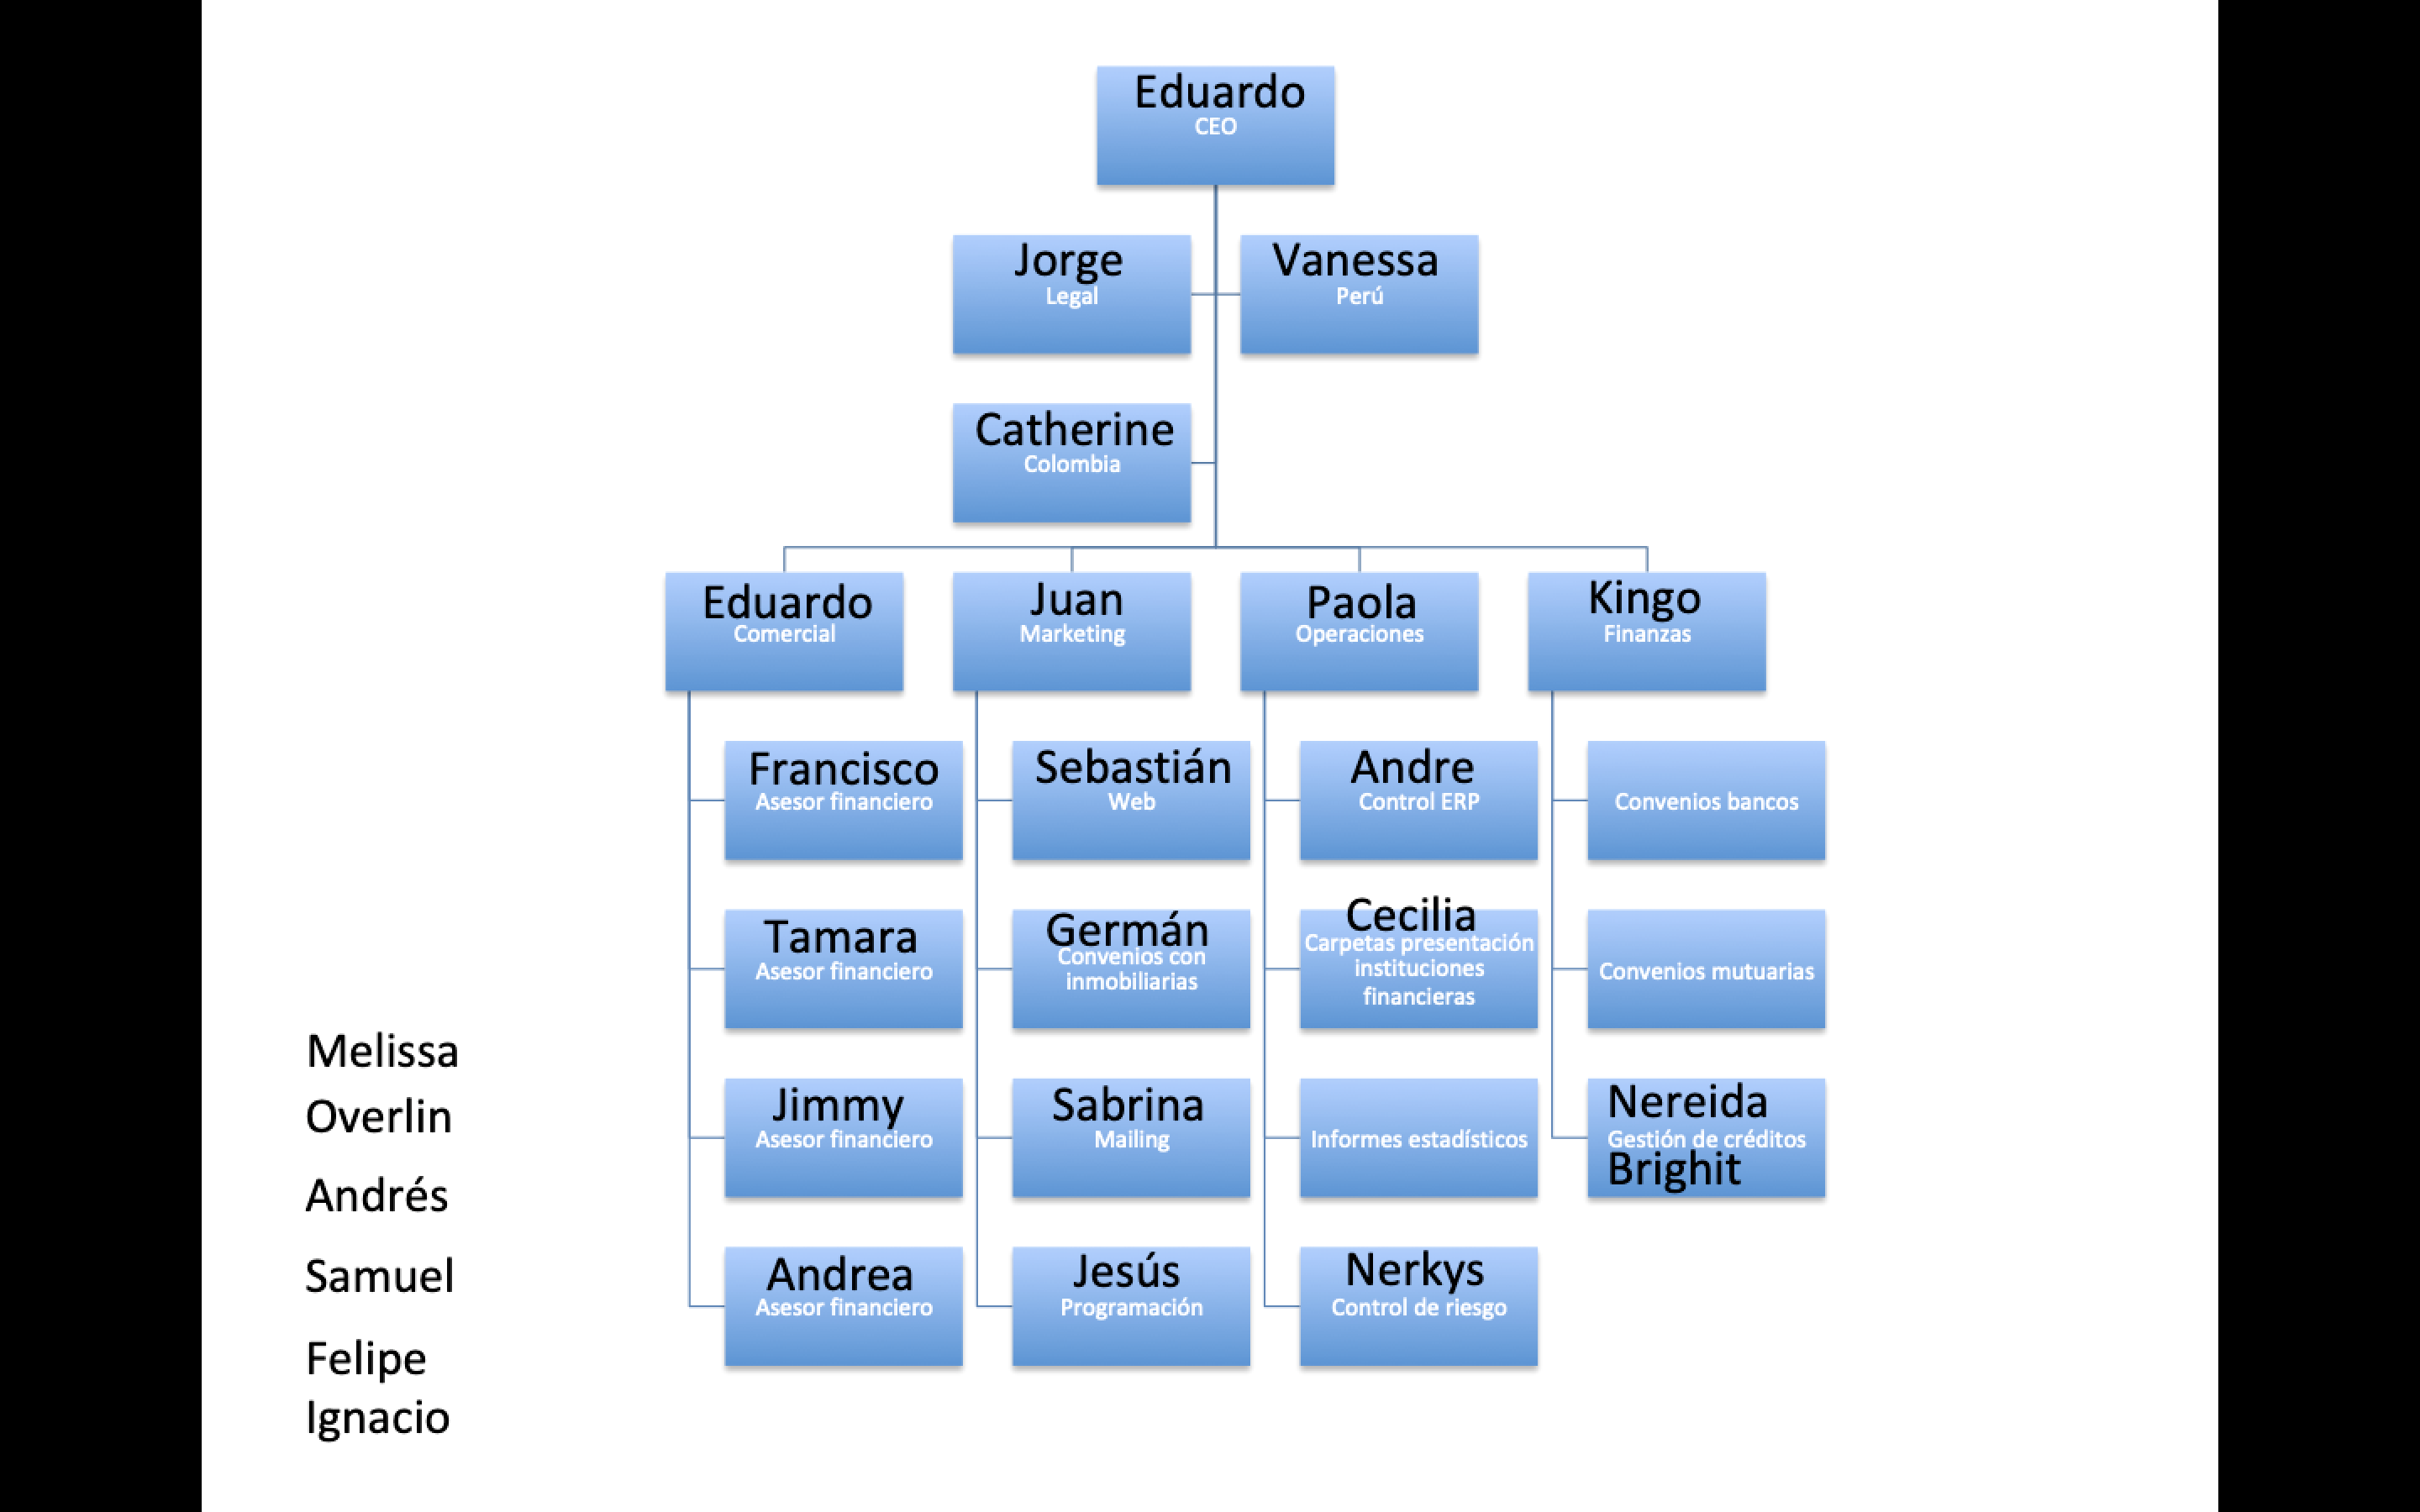 Eduardo
CEO
Jorge
Legal
Vanessa
Perú
Catherine
Colombia
Eduardo
Comercial
Juan
Marketing
Paola
Operaciones
Kingo
Finanzas
Francisco
Asesor financiero
Sebastián
Web
Andre
Control ERP
Convenios bancos
Tamara
Asesor financiero
Germán
Convenios con
inmobiliarias
Cecilia
Carpetas presentación
instituciones
financieras
Convenios mutuarias
Jimmy
Asesor financiero
Sabrina
Mailing
Informes estadísticos
Nereida
Gestión de créditos
Brighit
Andrea
Asesor financiero
Jesús
Programación
Nerkys
Control de riesgo
Melissa
Overlin
Andrés
Samuel
Felipe
Ignacio